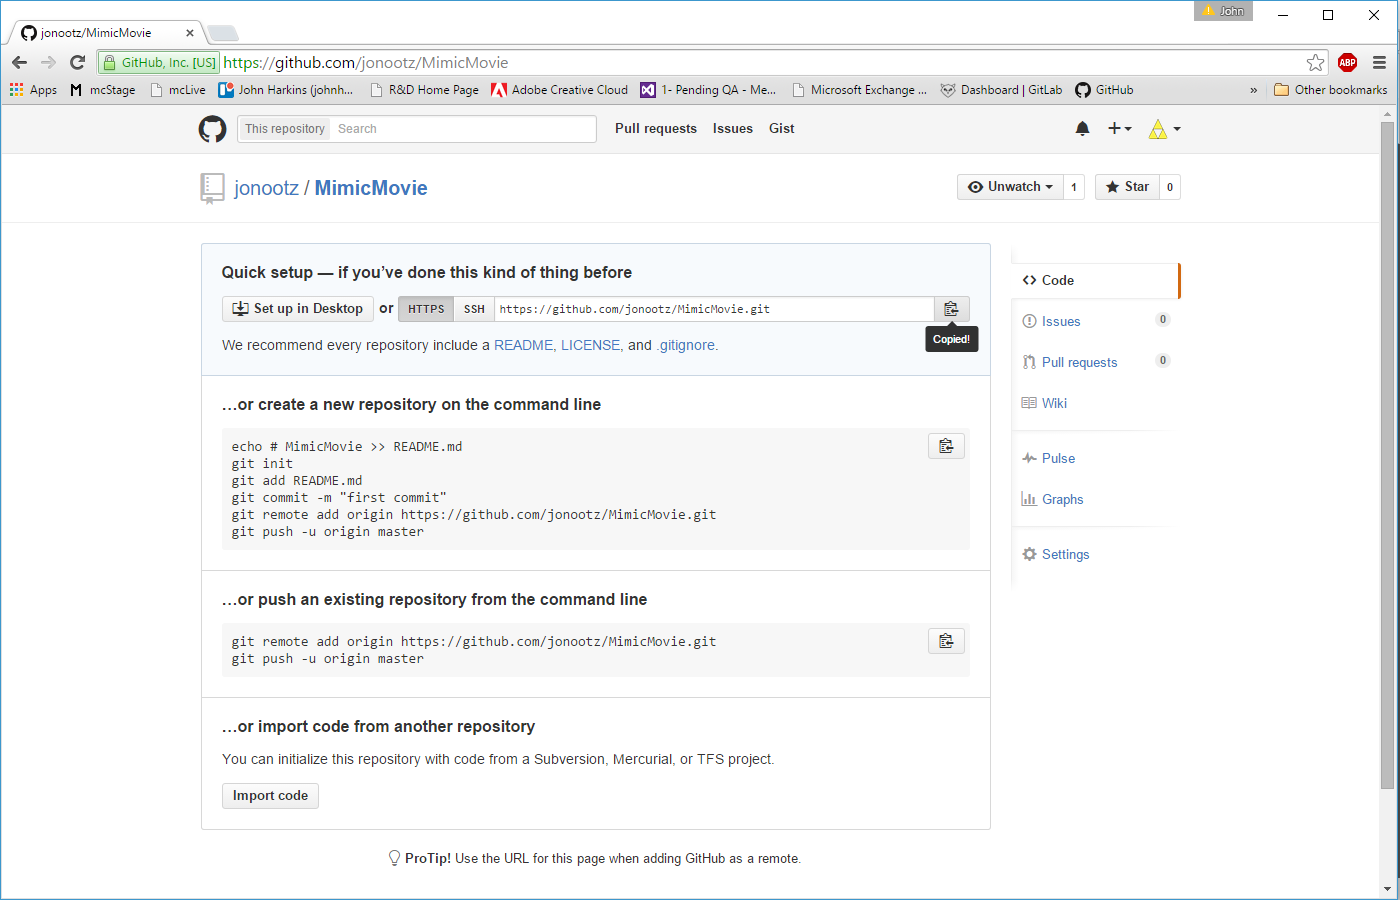 John
jonootz/MimicMovie
GitHub, Inc. [US] https://github.com/jonootz/MimicMovie
ABP
Apps mcStage mcLive John Harkins (johnh... R&D Home Page Adobe Creative Cloud 1- Pending QA - Me... Microsoft Exchange ... Dashboard | GitLab GitHub » Other bookmarks
This repository Search Pull requests Issues Gist
jonootz / MimicMovie Unwatch 1 Star 0
Quick setup — if you’ve done this kind of thing before
Set up in Desktop or HTTPS SSH https://github.com/jonootz/MimicMovie.git
Copied!
We recommend every repository include a README, LICENSE, and .gitignore.
…or create a new repository on the command line
echo # MimicMovie >> README.md
git init
git add README.md
git commit -m "first commit"
git remote add origin https://github.com/jonootz/MimicMovie.git
git push -u origin master
…or push an existing repository from the command line
git remote add origin https://github.com/jonootz/MimicMovie.git
git push -u origin master
…or import code from another repository
You can initialize this repository with code from a Subversion, Mercurial, or TFS project.
Import code
ProTip! Use the URL for this page when adding GitHub as a remote.
Code
Issues 0
Pull requests 0
Wiki
Pulse
Graphs
Settings